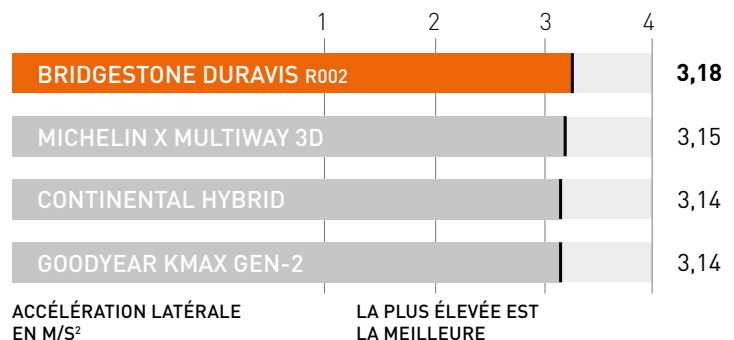 1 2 3 4
BRIDGESTONE DURAVIS R002 3,18
MICHELIN X MULTIWAY 3D 3,15
CONTINENTAL HYBRID 3,14
GOODYEAR KMAX GEN-2 3,14
ACCÉLÉRATION LATÉRALE
EN M/S²
LA PLUS ÉLEVÉE EST
LA MEILLEURE